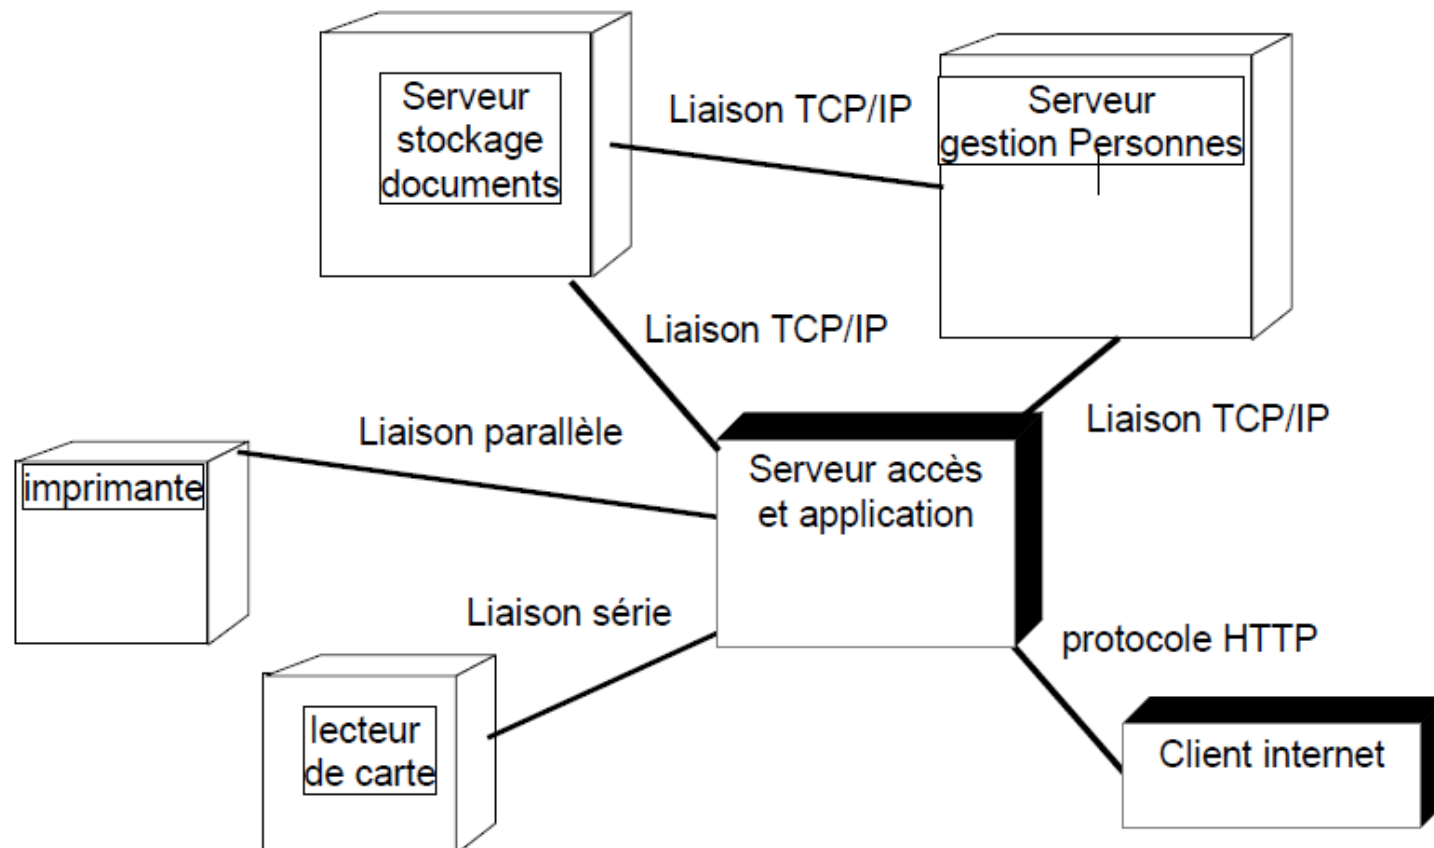 Serveur
stockage
documents
Liaison TCP/IP
Serveur
gestion Personnes
Liaison TCP/IP
Liaison TCP/IP
Liaison parallèle
imprimante
Serveur accès
et application
Liaison série
protocole HTTP
lecteur
de carte
Client internet